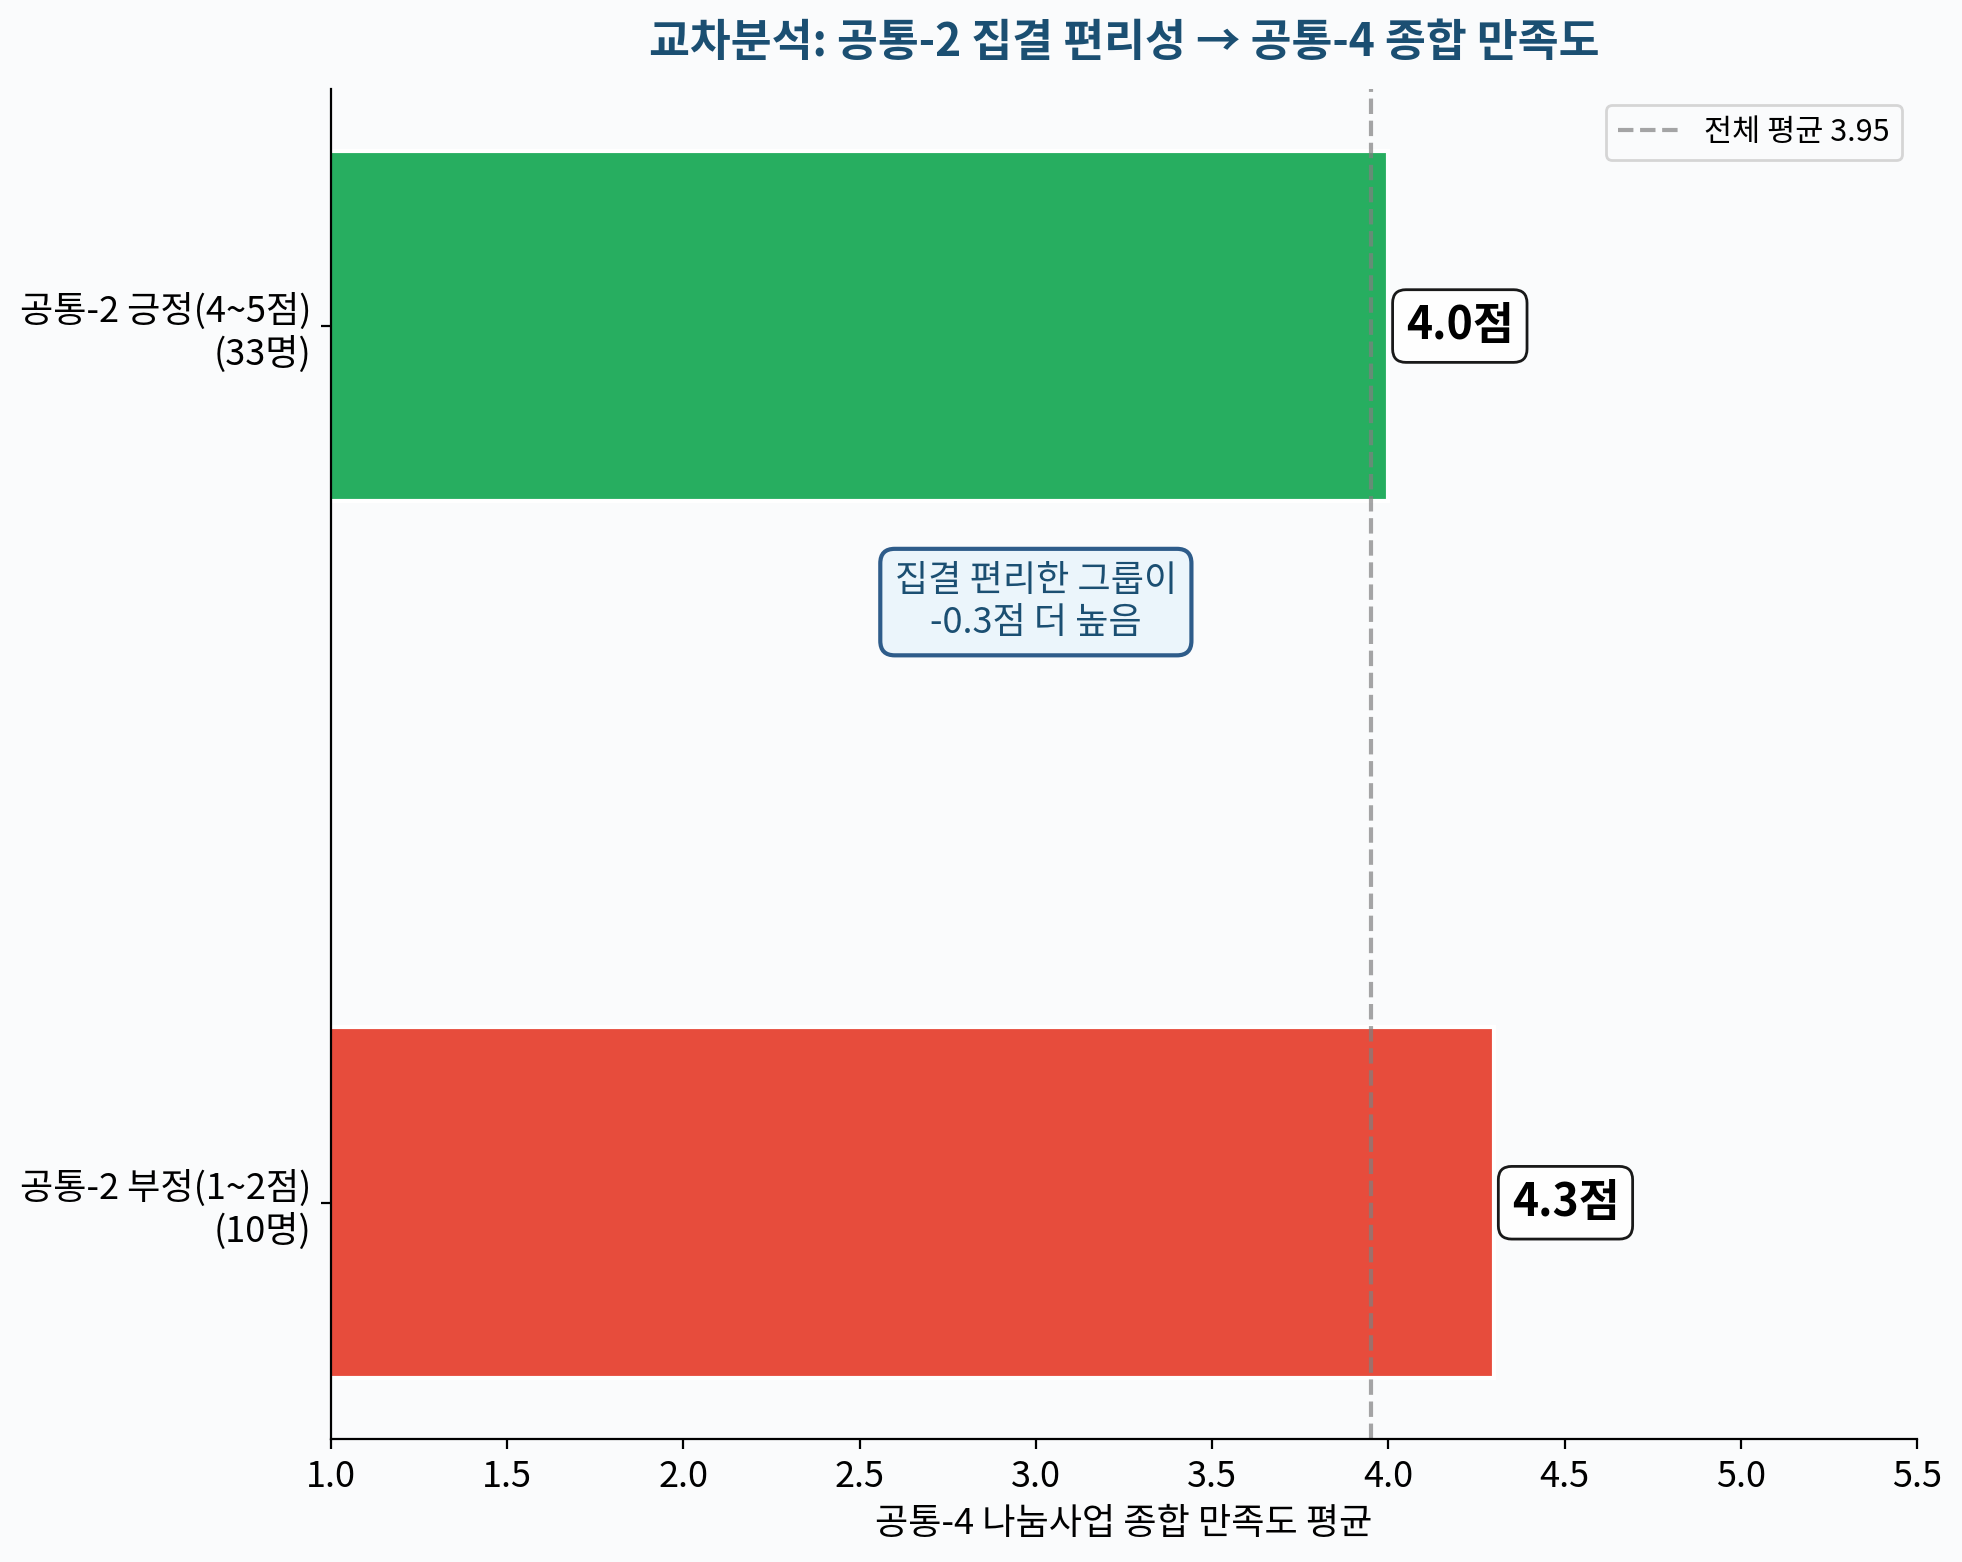 교차분석: 공통-2 집결 편리성 → 공통-4 종합 만족도
전체 평균 3.95
공통-2 긍정(4~5점)
(33명)
4.0점
집결 편리한 그룹이
-0.3점 더 높음
공통-2 부정(1~2점)
(10명)
4.3점
1.0 1.5 2.0 2.5 3.0 3.5 4.0 4.5 5.0 5.5
공통-4 나눔사업 종합 만족도 평균